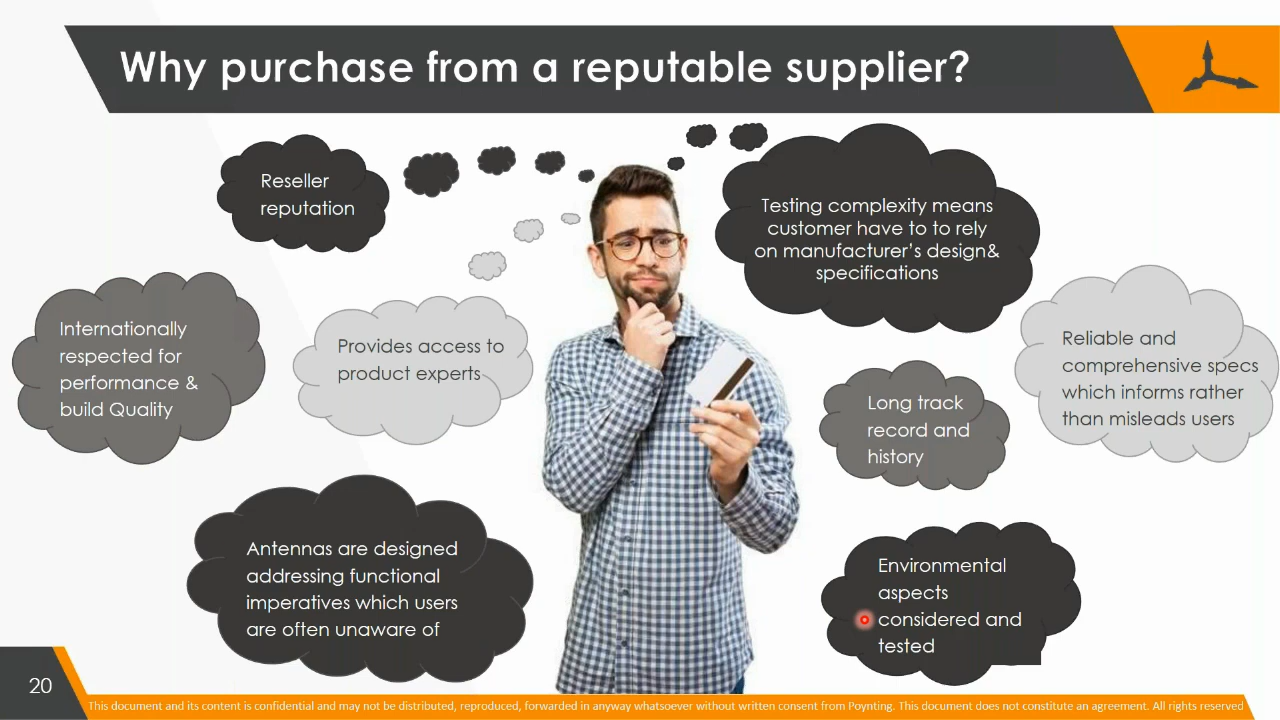 Why purchase from a reputable supplier?
Reseller
reputation
Testing complexity means
customer have to to rely
on manufacturer's design&
specifications
Internationally
respected for
performance &
build Quality
Provides access to
product experts
Long track
record and
history
Reliable and
comprehensive specs
which informs rather
than misleads users
Antennas are designed
addressing functional
imperatives which users
are often unaware of
Environmental
aspects
considered and
tested
20
This document and its content is confidential and may not be distributed, reproduced, forwarded in anyway whatsoever without written consent from Poynting. This document does not constitute an agreement. All rights reserved